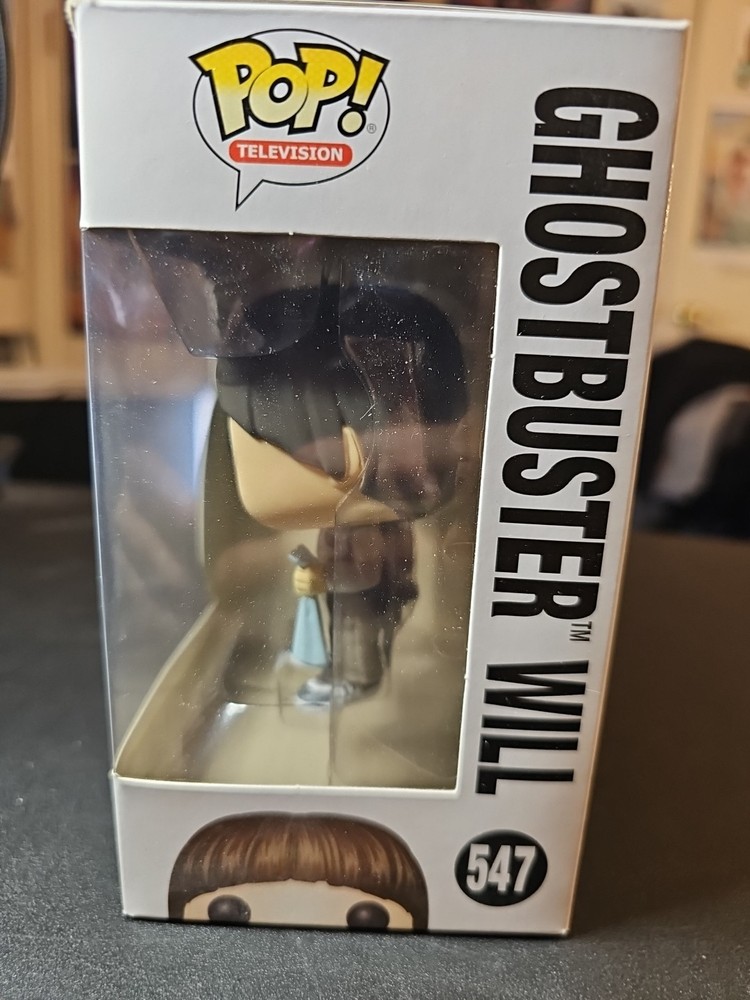 POP!®
TELEVISION
GHOSTBUSTER™ WILL
547